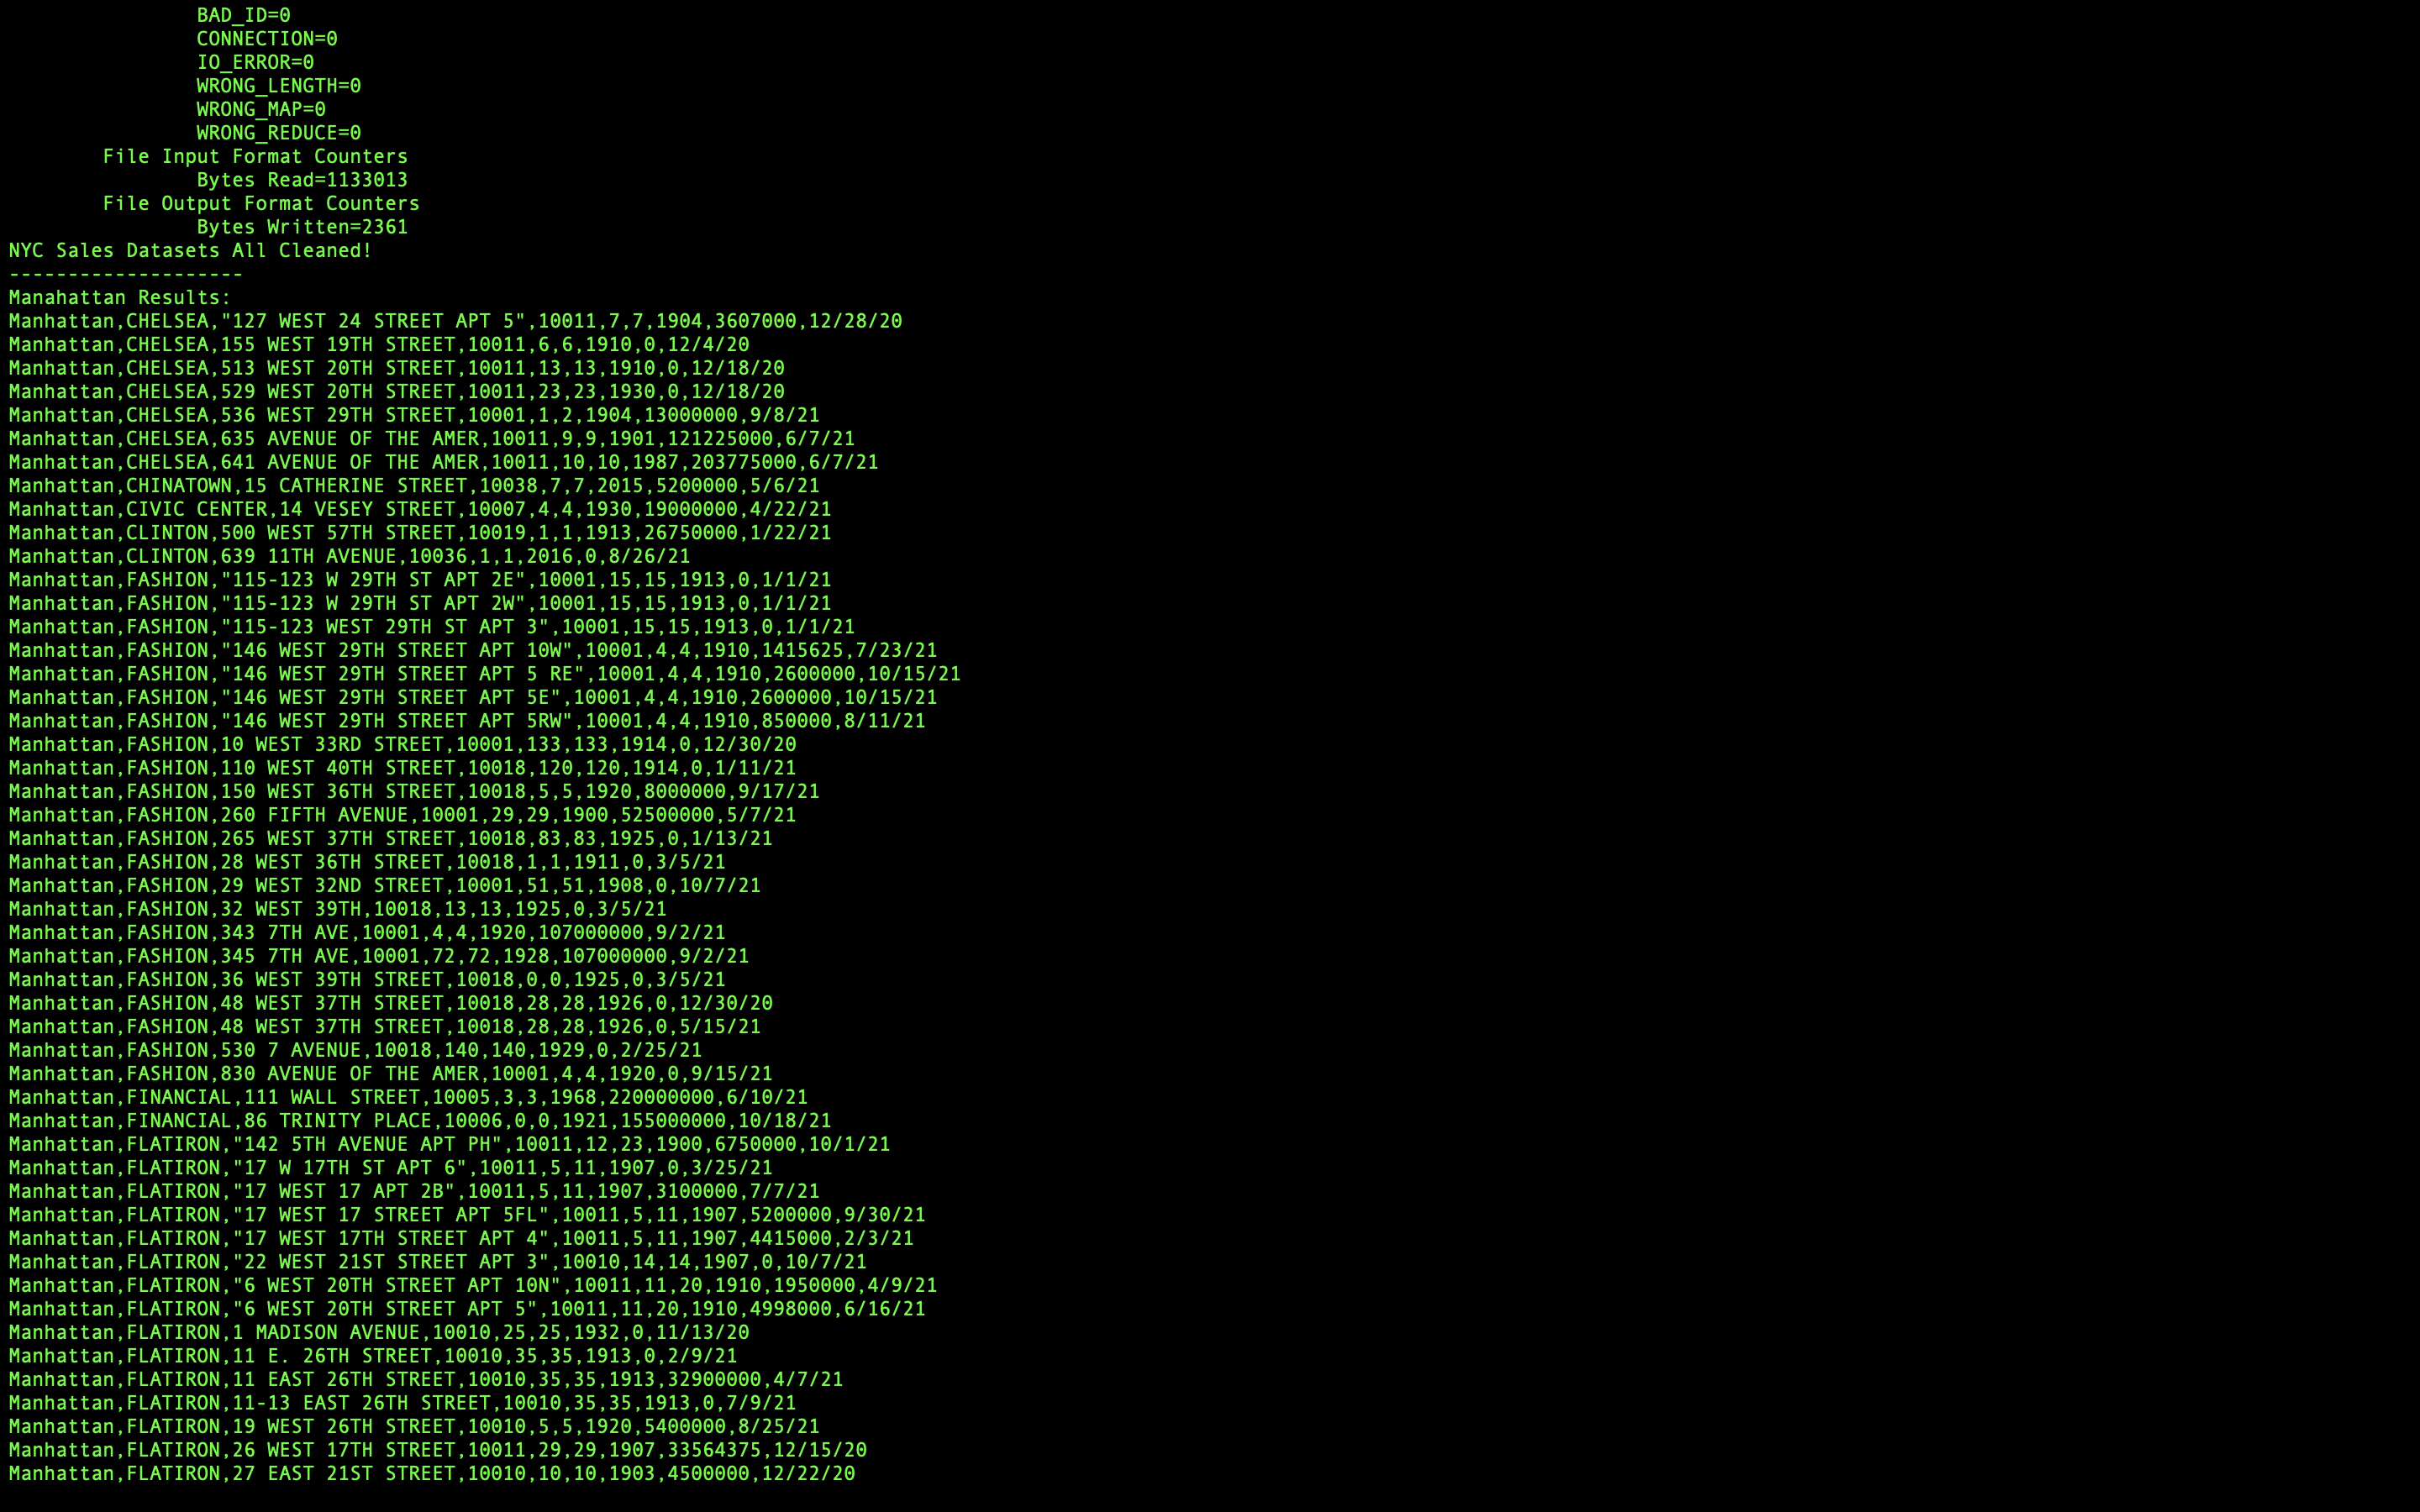 BAD_ID=0
CONNECTION=0
IO_ERROR=0
WRONG_LENGTH=0
WRONG_MAP=0
WRONG_REDUCE=0
File Input Format Counters
Bytes Read=1133013
File Output Format Counters
Bytes Written=2361
NYC Sales Datasets All Cleaned!
--------------------
Manahattan Results:
Manhattan,CHELSEA,"127 WEST 24 STREET APT 5",10011,7,7,1904,3607000,12/28/20
Manhattan,CHELSEA,155 WEST 19TH STREET,10011,6,6,1910,0,12/4/20
Manhattan,CHELSEA,513 WEST 20TH STREET,10011,13,13,1910,0,12/18/20
Manhattan,CHELSEA,529 WEST 20TH STREET,10011,23,23,1930,0,12/18/20
Manhattan,CHELSEA,536 WEST 29TH STREET,10001,1,2,1904,13000000,9/8/21
Manhattan,CHELSEA,635 AVENUE OF THE AMER,10011,9,9,1901,121225000,6/7/21
Manhattan,CHELSEA,641 AVENUE OF THE AMER,10011,10,10,1987,203775000,6/7/21
Manhattan,CHINATOWN,15 CATHERINE STREET,10038,7,7,2015,5200000,5/6/21
Manhattan,CIVIC CENTER,14 VESEY STREET,10007,4,4,1930,19000000,4/22/21
Manhattan,CLINTON,500 WEST 57TH STREET,10019,1,1,1913,26750000,1/22/21
Manhattan,CLINTON,639 11TH AVENUE,10036,1,1,2016,0,8/26/21
Manhattan,FASHION,"115-123 W 29TH ST APT 2E",10001,15,15,1913,0,1/1/21
Manhattan,FASHION,"115-123 W 29TH ST APT 2W",10001,15,15,1913,0,1/1/21
Manhattan,FASHION,"115-123 WEST 29TH ST APT 3",10001,15,15,1913,0,1/1/21
Manhattan,FASHION,"146 WEST 29TH STREET APT 10W",10001,4,4,1910,1415625,7/23/21
Manhattan,FASHION,"146 WEST 29TH STREET APT 5 RE",10001,4,4,1910,2600000,10/15/21
Manhattan,FASHION,"146 WEST 29TH STREET APT 5E",10001,4,4,1910,2600000,10/15/21
Manhattan,FASHION,"146 WEST 29TH STREET APT 5RW",10001,4,4,1910,850000,8/11/21
Manhattan,FASHION,10 WEST 33RD STREET,10001,133,133,1914,0,12/30/20
Manhattan,FASHION,110 WEST 40TH STREET,10018,120,120,1914,0,1/11/21
Manhattan,FASHION,150 WEST 36TH STREET,10018,5,5,1920,8000000,9/17/21
Manhattan,FASHION,260 FIFTH AVENUE,10001,29,29,1900,52500000,5/7/21
Manhattan,FASHION,265 WEST 37TH STREET,10018,83,83,1925,0,1/13/21
Manhattan,FASHION,28 WEST 36TH STREET,10018,1,1,1911,0,3/5/21
Manhattan,FASHION,29 WEST 32ND STREET,10001,51,51,1908,0,10/7/21
Manhattan,FASHION,32 WEST 39TH,10018,13,13,1925,0,3/5/21
Manhattan,FASHION,343 7TH AVE,10001,4,4,1920,107000000,9/2/21
Manhattan,FASHION,345 7TH AVE,10001,72,72,1928,107000000,9/2/21
Manhattan,FASHION,36 WEST 39TH STREET,10018,0,0,1925,0,3/5/21
Manhattan,FASHION,48 WEST 37TH STREET,10018,28,28,1926,0,12/30/20
Manhattan,FASHION,48 WEST 37TH STREET,10018,28,28,1926,0,5/15/21
Manhattan,FASHION,530 7 AVENUE,10018,140,140,1929,0,2/25/21
Manhattan,FASHION,830 AVENUE OF THE AMER,10001,4,4,1920,0,9/15/21
Manhattan,FINANCIAL,111 WALL STREET,10005,3,3,1968,220000000,6/10/21
Manhattan,FINANCIAL,86 TRINITY PLACE,10006,0,0,1921,155000000,10/18/21
Manhattan,FLATIRON,"142 5TH AVENUE APT PH",10011,12,23,1900,6750000,10/1/21
Manhattan,FLATIRON,"17 W 17TH ST APT 6",10011,5,11,1907,0,3/25/21
Manhattan,FLATIRON,"17 WEST 17 APT 2B",10011,5,11,1907,3100000,7/7/21
Manhattan,FLATIRON,"17 WEST 17 STREET APT 5FL",10011,5,11,1907,5200000,9/30/21
Manhattan,FLATIRON,"17 WEST 17TH STREET APT 4",10011,5,11,1907,4415000,2/3/21
Manhattan,FLATIRON,"22 WEST 21ST STREET APT 3",10010,14,14,1907,0,10/7/21
Manhattan,FLATIRON,"6 WEST 20TH STREET APT 10N",10011,11,20,1910,1950000,4/9/21
Manhattan,FLATIRON,"6 WEST 20TH STREET APT 5",10011,11,20,1910,4998000,6/16/21
Manhattan,FLATIRON,1 MADISON AVENUE,10010,25,25,1932,0,11/13/20
Manhattan,FLATIRON,11 E. 26TH STREET,10010,35,35,1913,0,2/9/21
Manhattan,FLATIRON,11 EAST 26TH STREET,10010,35,35,1913,32900000,4/7/21
Manhattan,FLATIRON,11-13 EAST 26TH STREET,10010,35,35,1913,0,7/9/21
Manhattan,FLATIRON,19 WEST 26TH STREET,10010,5,5,1920,5400000,8/25/21
Manhattan,FLATIRON,26 WEST 17TH STREET,10011,29,29,1907,33564375,12/15/20
Manhattan,FLATIRON,27 EAST 21ST STREET,10010,10,10,1903,4500000,12/22/20